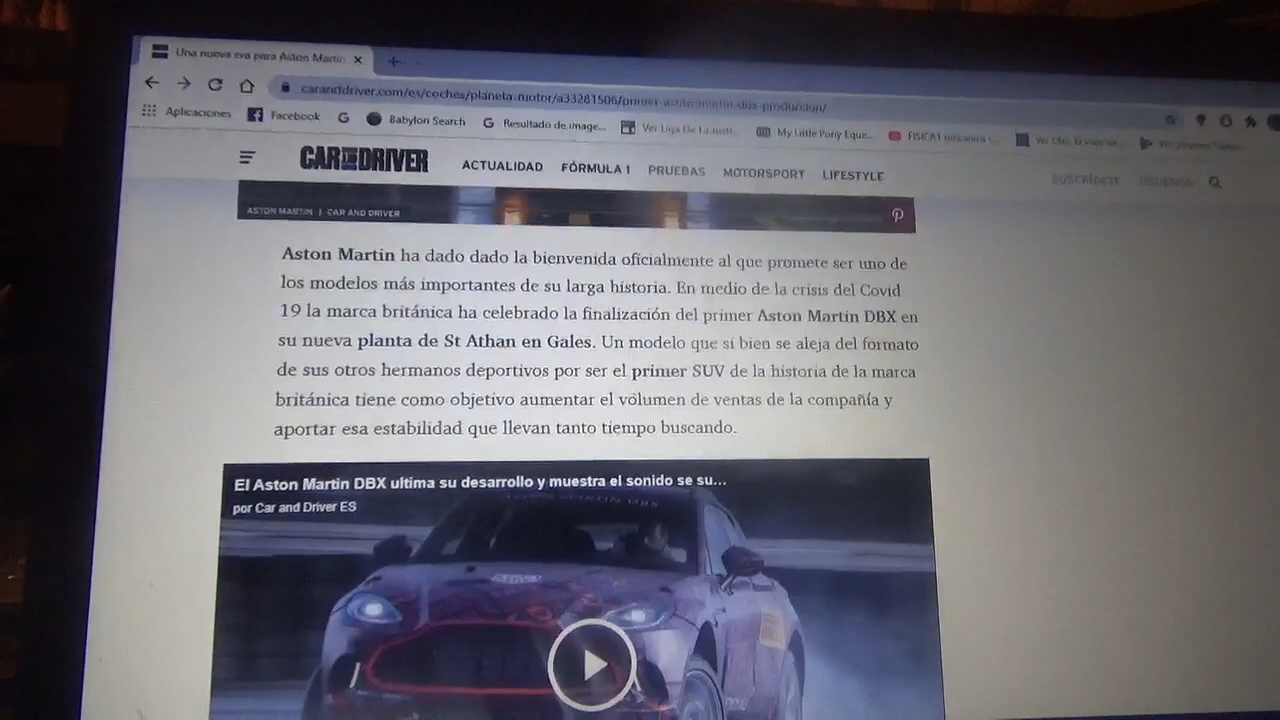 Una nueva era para Aston Martin
caranddriver.com/es/coches/planeta-motor/a33281506/primer-aston-martin-dbx-produccion/
Aplicaciones Facebook Babylon Search Resultado de image... Ver Liga De La Justi... My Little Pony Eque...
CAR AND DRIVER ACTUALIDAD FÓRMULA 1 PRUEBAS MOTORSPORT LIFESTYLE SUSCRÍBETE SÍGUENOS
ASTON MARTIN | CAR AND DRIVER
Aston Martin ha dado dado la bienvenida oficialmente al que promete ser uno de
los modelos más importantes de su larga historia. En medio de la crisis del Covid
19 la marca británica ha celebrado la finalización del primer Aston Martin DBX en
su nueva planta de St Athan en Gales. Un modelo que si bien se aleja del formato
de sus otros hermanos deportivos por ser el primer SUV de la historia de la marca
británica tiene como objetivo aumentar el volumen de ventas de la compañía y
aportar esa estabilidad que llevan tanto tiempo buscando.
El Aston Martin DBX ultima su desarrollo y muestra el sonido se su...
por Car and Driver ES